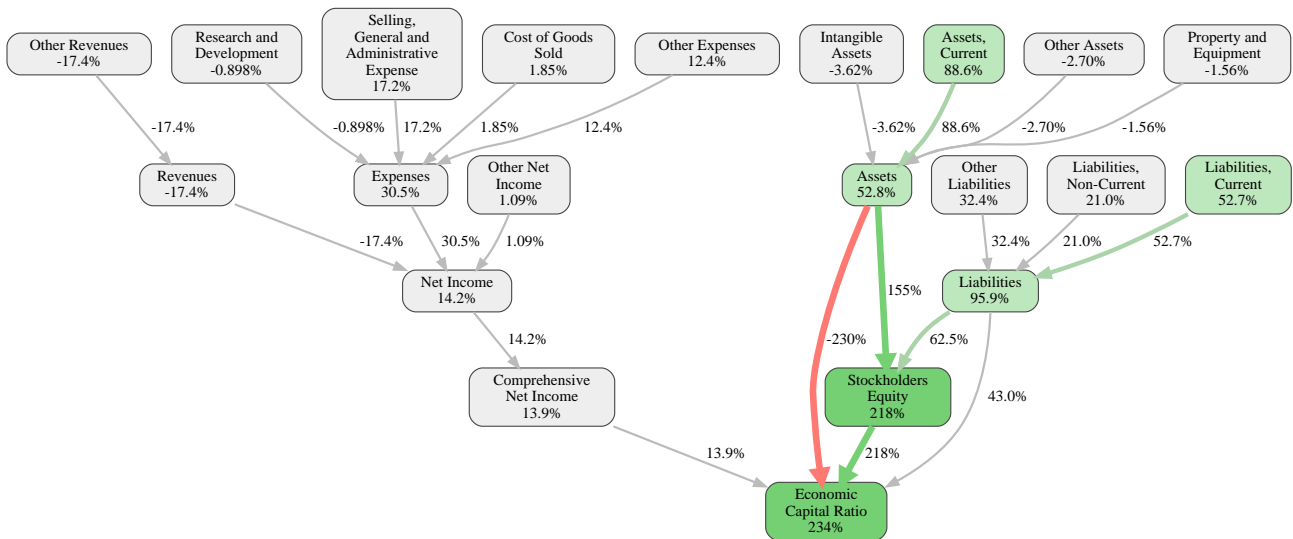 Other Revenues
-17.4%
Research and
Development
-0.898%
Selling,
General and
Administrative
Expense
17.2%
Cost of Goods
Sold
1.85%
Other Expenses
12.4%
Intangible
Assets
-3.62%
Assets,
Current
88.6%
Other Assets
-2.70%
Property and
Equipment
-1.56%
-17.4%
-0.898%
17.2%
1.85%
12.4%
-3.62%
88.6%
-2.70%
-1.56%
Revenues
-17.4%
Expenses
30.5%
Other Net
Income
1.09%
Assets
52.8%
Other
Liabilities
32.4%
Liabilities,
Non-Current
21.0%
Liabilities,
Current
52.7%
-17.4%
30.5%
1.09%
32.4%
21.0%
52.7%
Net Income
14.2%
155%
Liabilities
95.9%
14.2%
-230%
62.5%
Comprehensive
Net Income
13.9%
Stockholders
Equity
218%
43.0%
13.9%
218%
Economic
Capital Ratio
234%